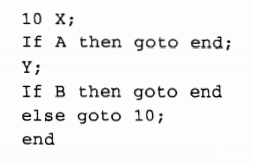 10 X;
If A then goto end;
Y;
If B then goto end
else goto 10;
end